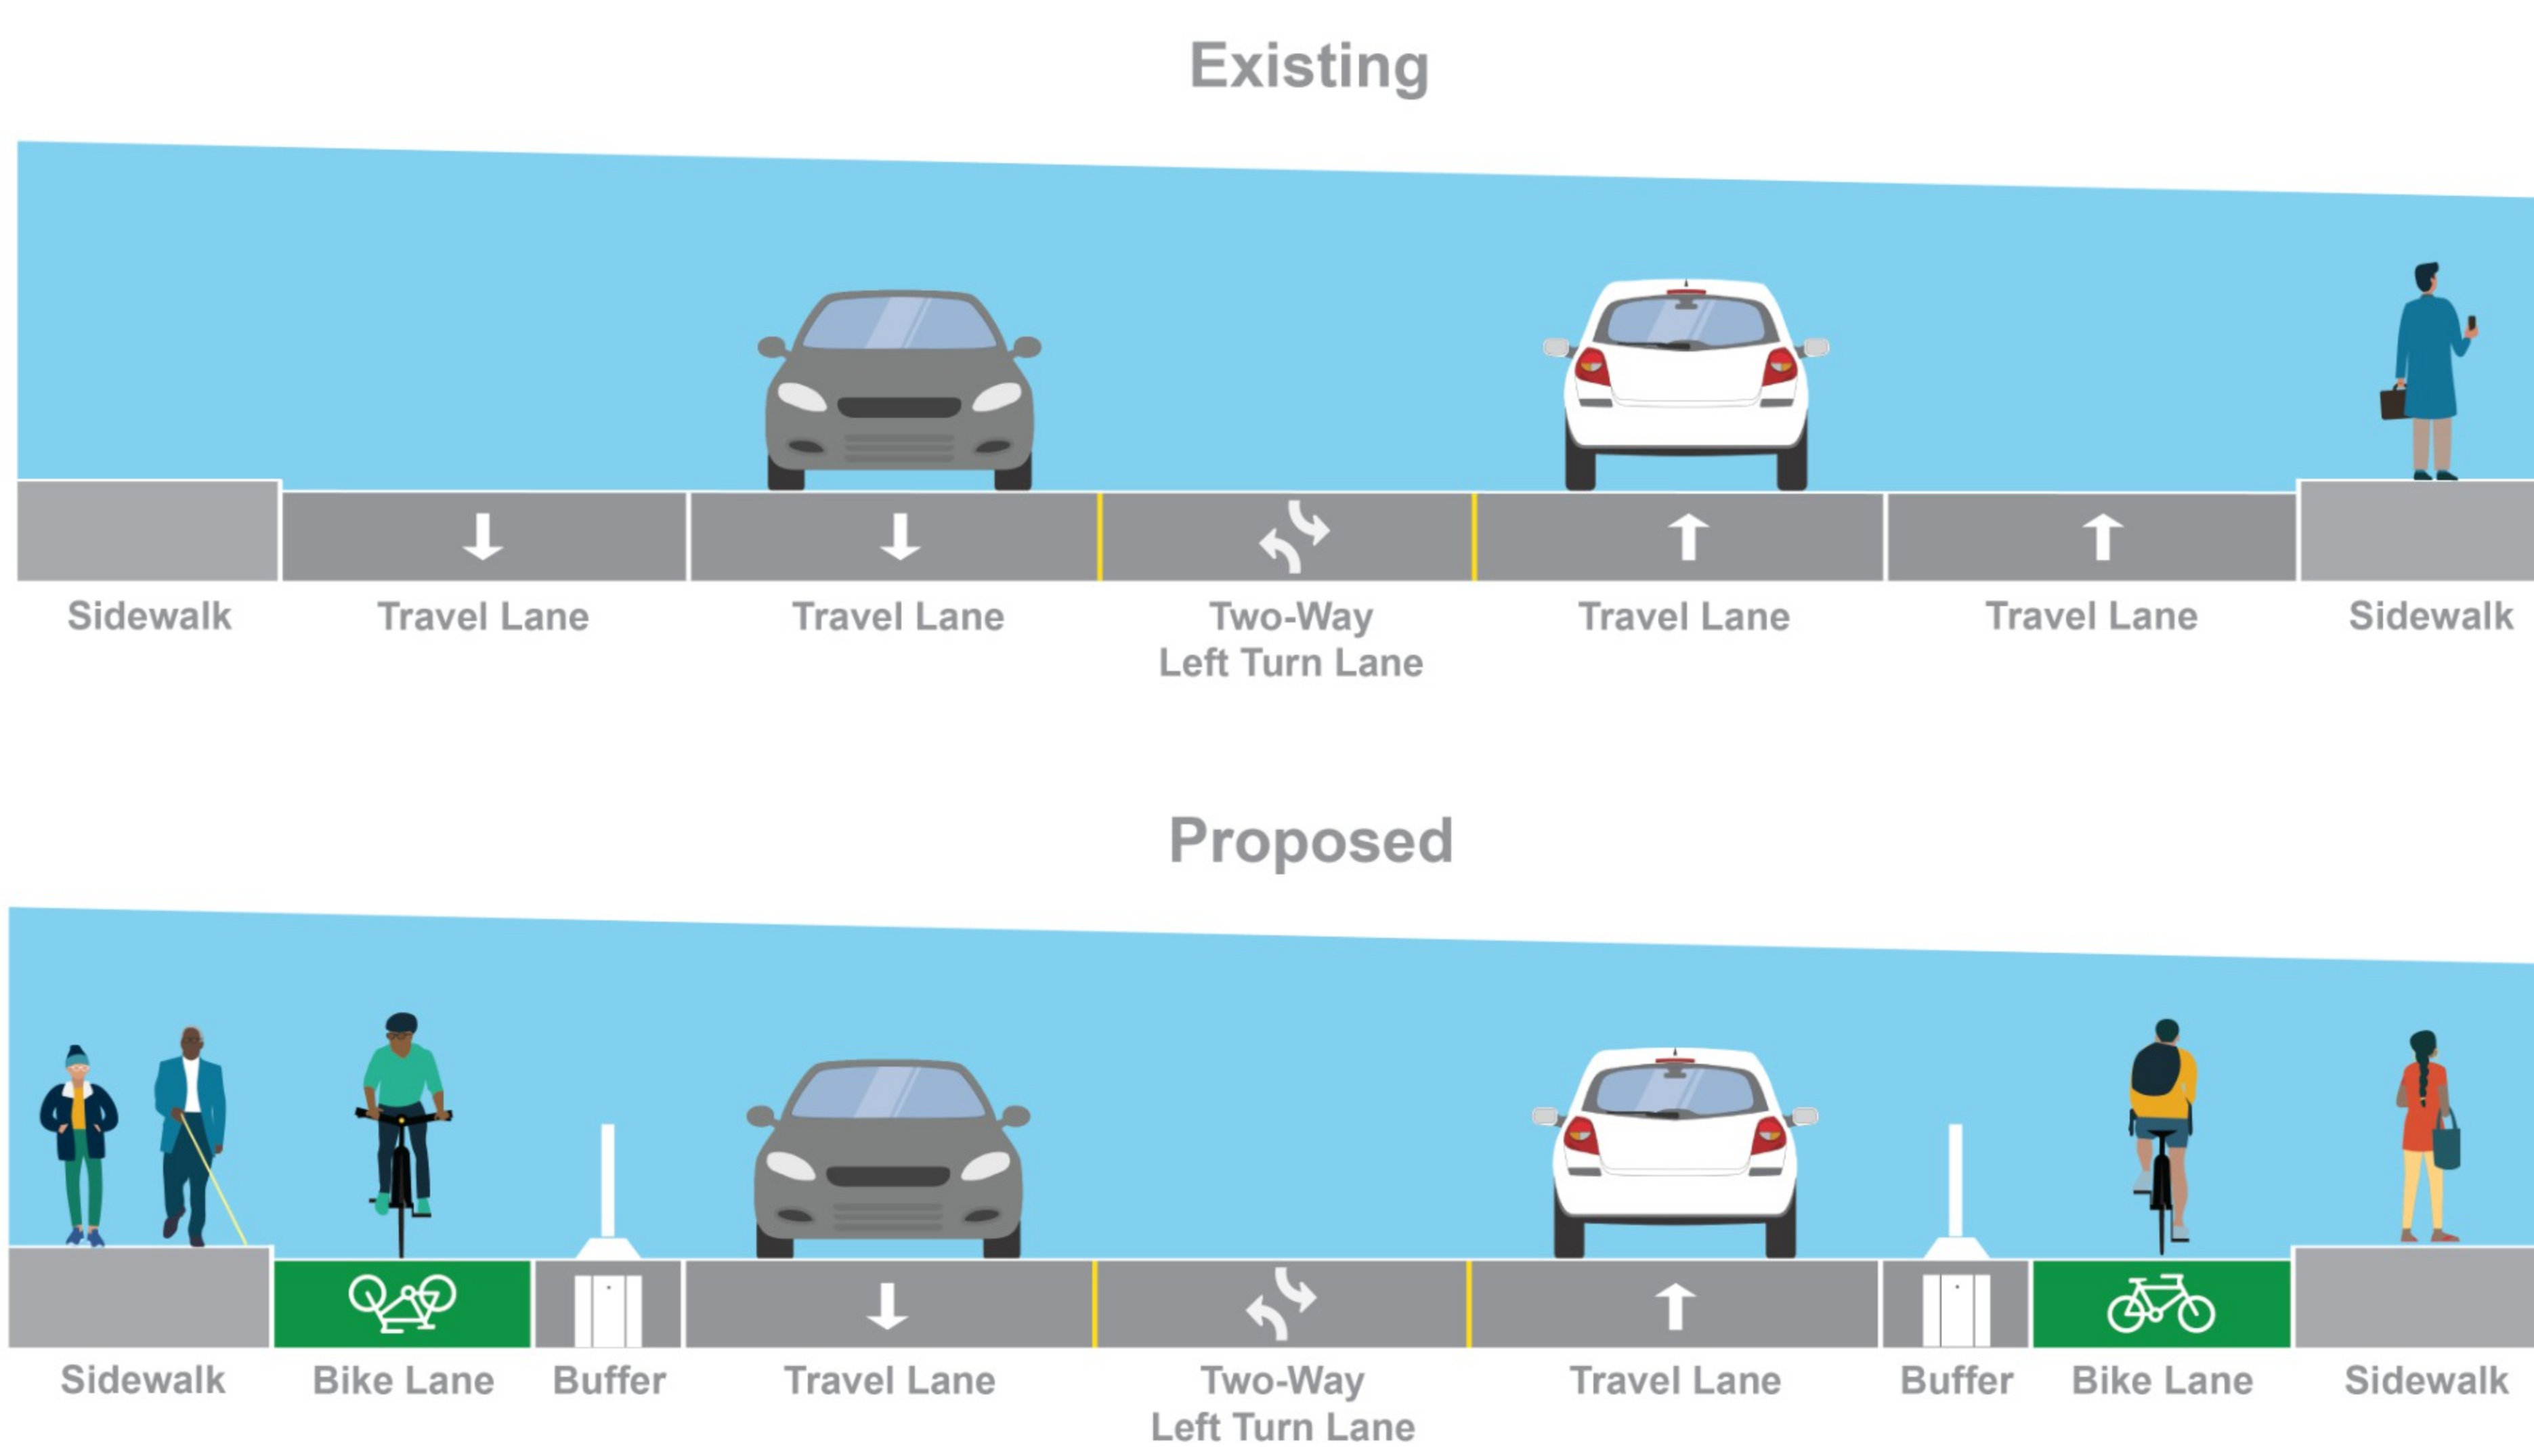 Existing
Sidewalk
Travel Lane
Travel Lane
Two-Way
Left Turn Lane
Travel Lane
Travel Lane
Sidewalk
Proposed
Sidewalk
Bike Lane
Buffer
Travel Lane
Two-Way
Left Turn Lane
Travel Lane
Buffer
Bike Lane
Sidewalk